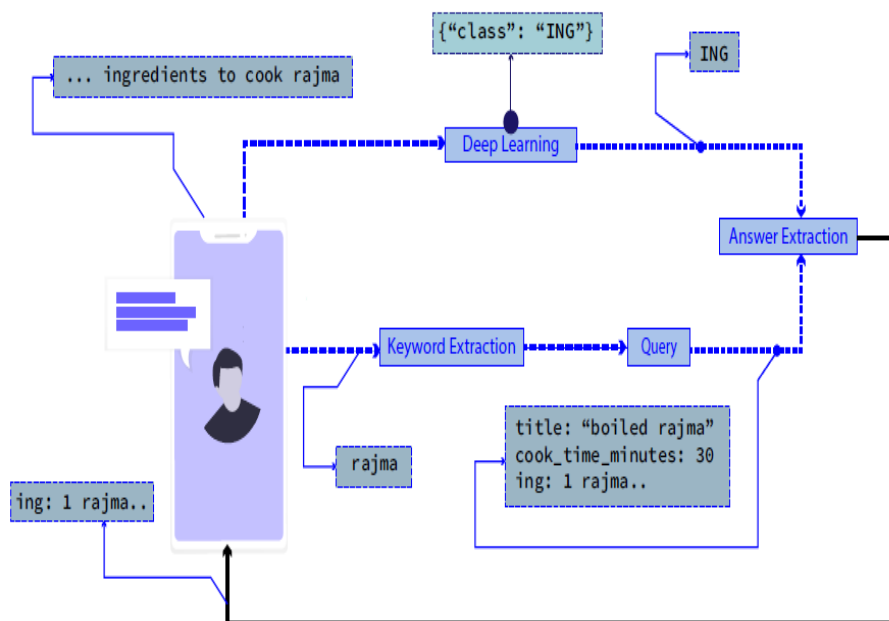 {“class”: “ING”}
ING
... ingredients to cook rajma
Deep Learning
Answer Extraction
Keyword Extraction
Query
title: “boiled rajma”
cook_time_minutes: 30
ing: 1 rajma..
rajma
ing: 1 rajma..